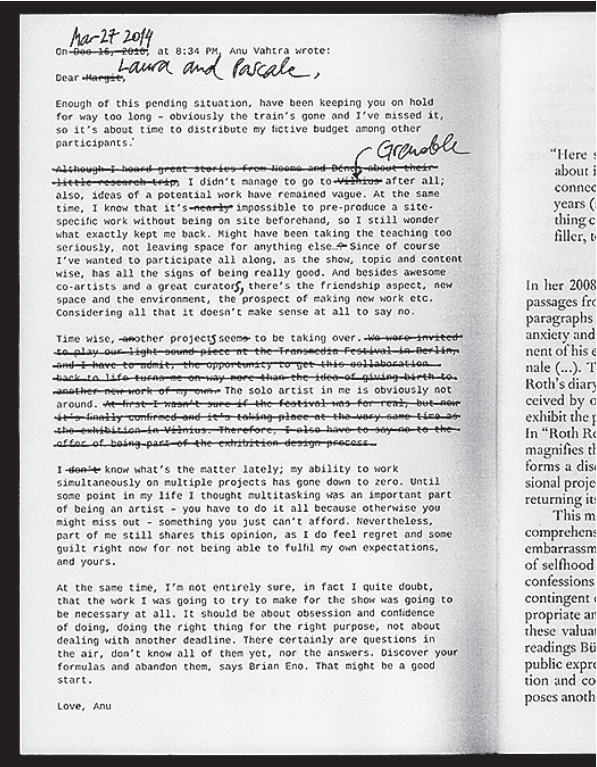 Mar 27 2014
On Dec 16, 2010, at 8:34 PM, Anu Vahtra wrote:
Laura and Pascale,
Dear Margit,
Enough of this pending situation, have been keeping you on hold
for way too long – obviously the train's gone and I've missed it,
so it's about time to distribute my fictive budget among other
participants.
Grenoble
Although I heard great stories from Neeme and Dénes about their
little research trip, I didn't manage to go to Vilnius after all;
also, ideas of a potential work have remained vague. At the same
time, I know that it's nearly impossible to pre-produce a site-
specific work without being on site beforehand, so I still wonder
what exactly kept me back. Might have been taking the teaching too
seriously, not leaving space for anything else.? Since of course
I've wanted to participate all along, as the show, topic and content
wise, has all the signs of being really good. And besides awesome
co-artists and a great curators, there's the friendship aspect, new
space and the environment, the prospect of making new work etc.
Considering all that it doesn't make sense at all to say no.
Time wise, another projects seems to be taking over. We were invited
to play our light-sound piece at the Transmedia Festival in Berlin,
and I have to admit, the opportunity to get this collaboration
back to life turns me on way more than the idea of giving birth to
another new work of my own. The solo artist in me is obviously not
around. At first I wasn't sure if the festival was for real, but now
it's finally confirmed and it's taking place at the very same time as
the exhibition in Vilnius. Therefore, I also have to say no to the
offer of being part of the exhibition design process.
I don't know what's the matter lately; my ability to work
simultaneously on multiple projects has gone down to zero. Until
some point in my life I thought multitasking was an important part
of being an artist – you have to do it all because otherwise you
might miss out – something you just can't afford. Nevertheless,
part of me still shares this opinion, as I do feel regret and some
guilt right now for not being able to fulfil my own expectations,
and yours.
At the same time, I'm not entirely sure, in fact I quite doubt,
that the work I was going to try to make for the show was going to
be necessary at all. It should be about obsession and confidence
of doing, doing the right thing for the right purpose, not about
dealing with another deadline. There certainly are questions in
the air, don't know all of them yet, nor the answers. Discover your
formulas and abandon them, says Brian Eno. That might be a good
start.
Love, Anu
"Here s
about i
connec
years (
thing c
filler, t
In her 2008
passages fro
paragraphs
anxiety and
nent of his e
nale (...). T
Roth's diary
ceived by o
exhibit the p
In "Roth Re
magnifies th
forms a disc
sional proje
returning its
This m
comprehens
embarrassm
of selfhood
confessions
contingent
propriate an
these valuat
readings Bü
public expre
tion and co
poses anoth